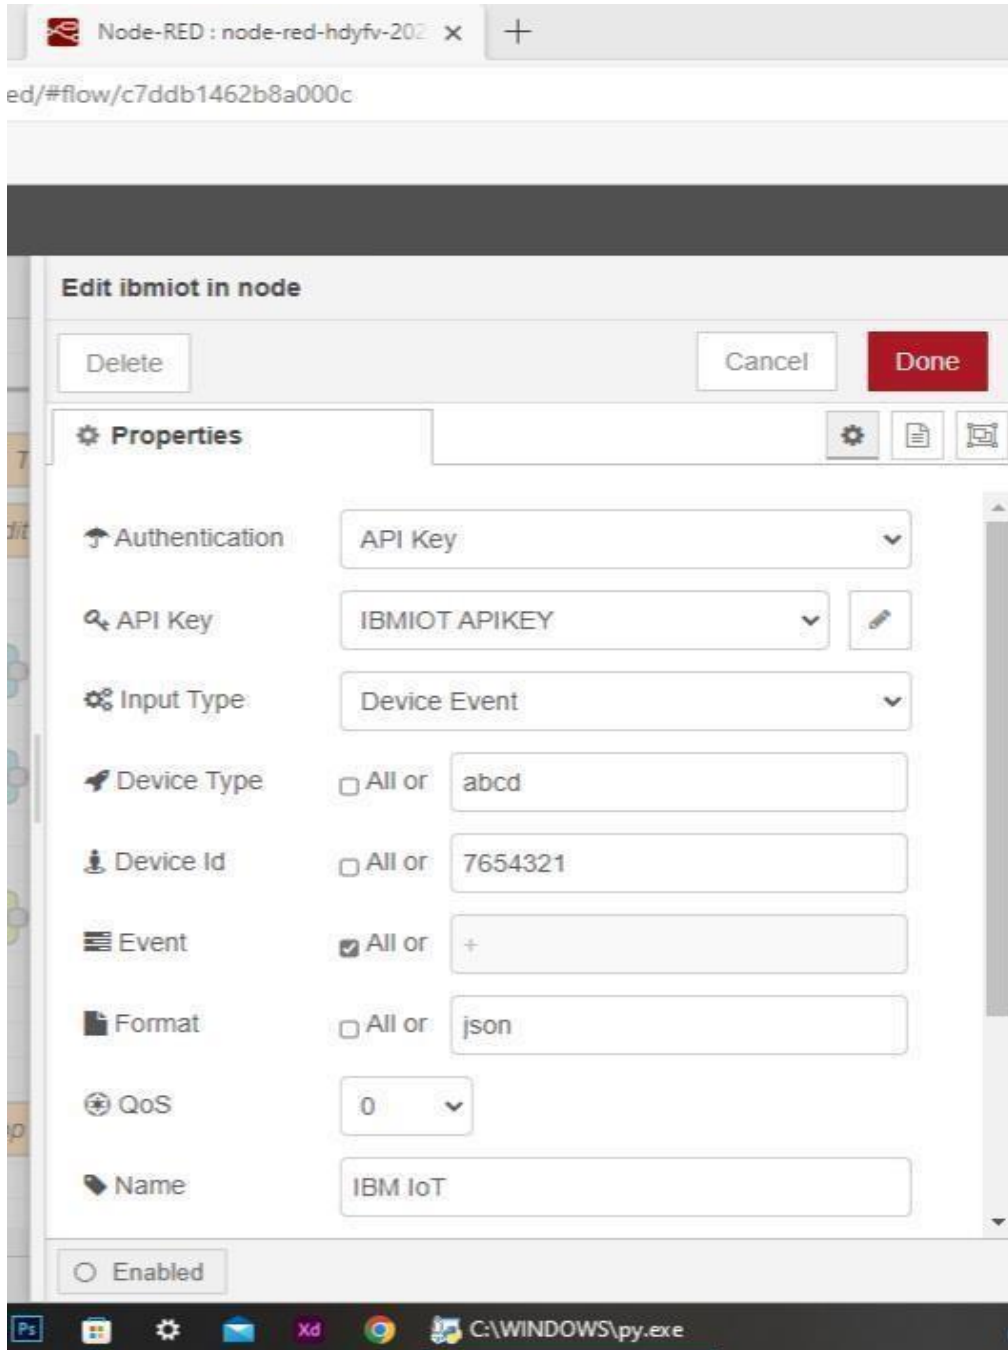 Node-RED : node-red-hdyfv-202
ed/#flow/c7ddb1462b8a000c
Edit ibmiot in node
Delete
Cancel
Done
Properties
T
dit
Authentication
API Key
API Key
IBMIOT APIKEY
Input Type
Device Event
Device Type
All or
abcd
Device Id
All or
7654321
Event
All or
+
Format
All or
json
QoS
0
op
Name
IBM IoT
Enabled
Ps
Xd
C:\WINDOWS\py.exe